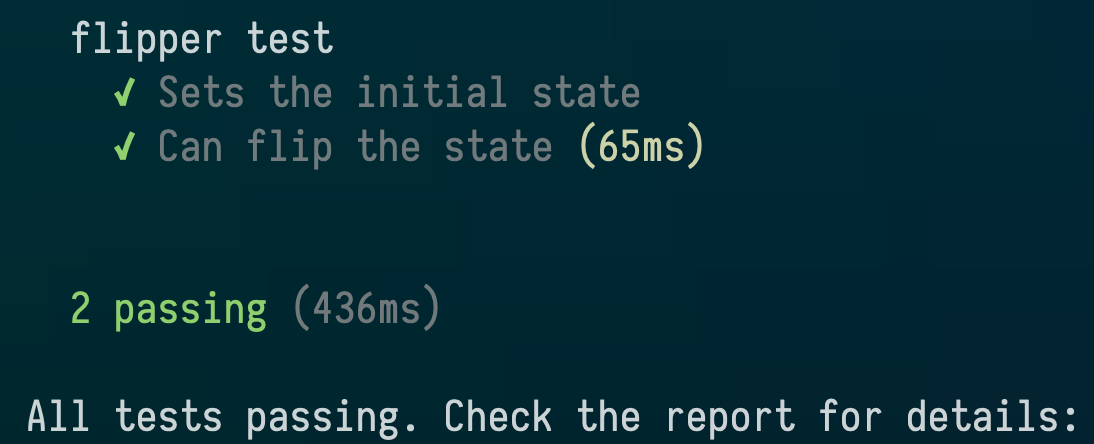 flipper test
✓ Sets the initial state
✓ Can flip the state (65ms)
2 passing (436ms)
All tests passing. Check the report for details: